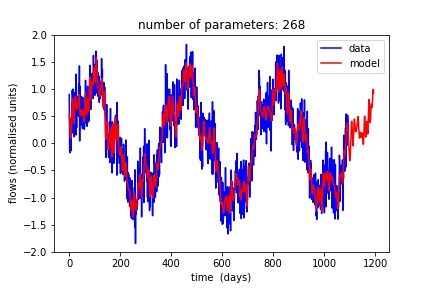 number of parameters: 268
data
model
2.0
1.5
1.0
0.5
0.0
−0.5
−1.0
−1.5
−2.0
flows (normalised units)
0 200 400 600 800 1000 1200
time (days)